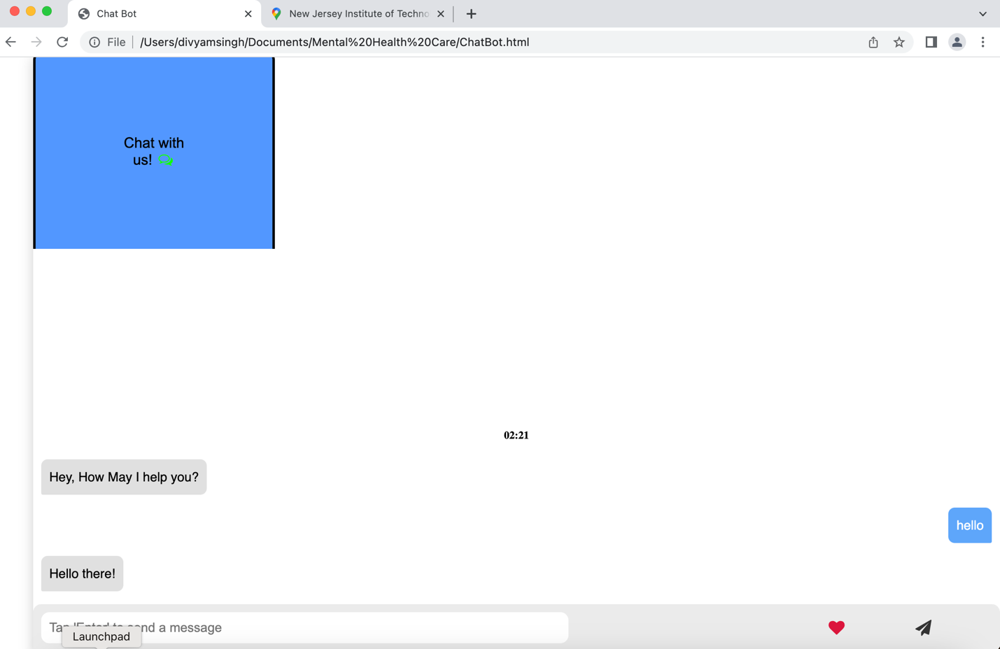 Chat Bot
New Jersey Institute of Techno
File
/Users/divyamsingh/Documents/Mental%20Health%20Care/ChatBot.html
Chat with
us!
02:21
Hey, How May I help you?
hello
Hello there!
Tap 'Enter' to send a message
Launchpad